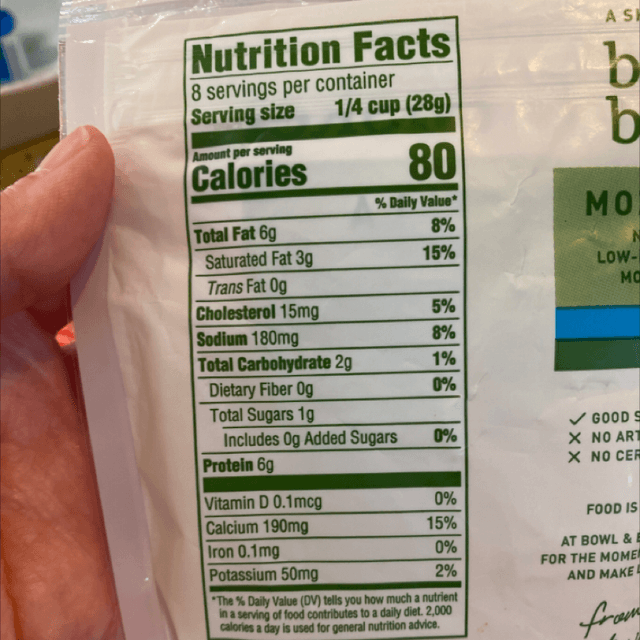 Nutrition Facts
8 servings per container
Serving size 1/4 cup (28g)
Amount per serving
Calories 80
% Daily Value*
Total Fat 6g 8%
Saturated Fat 3g 15%
Trans Fat 0g
Cholesterol 15mg 5%
Sodium 180mg 8%
Total Carbohydrate 2g 1%
Dietary Fiber 0g 0%
Total Sugars 1g
Includes 0g Added Sugars 0%
Protein 6g
Vitamin D 0.1mcg 0%
Calcium 190mg 15%
Iron 0.1mg 0%
Potassium 50mg 2%
*The % Daily Value (DV) tells you how much a nutrient
in a serving of food contributes to a daily diet. 2,000
calories a day is used for general nutrition advice.
A S
b
b
MO
N
LOW-
MO
GOOD S
NO ART
NO CER
FOOD IS
AT BOWL & B
FOR THE MOME
AND MAKE
from